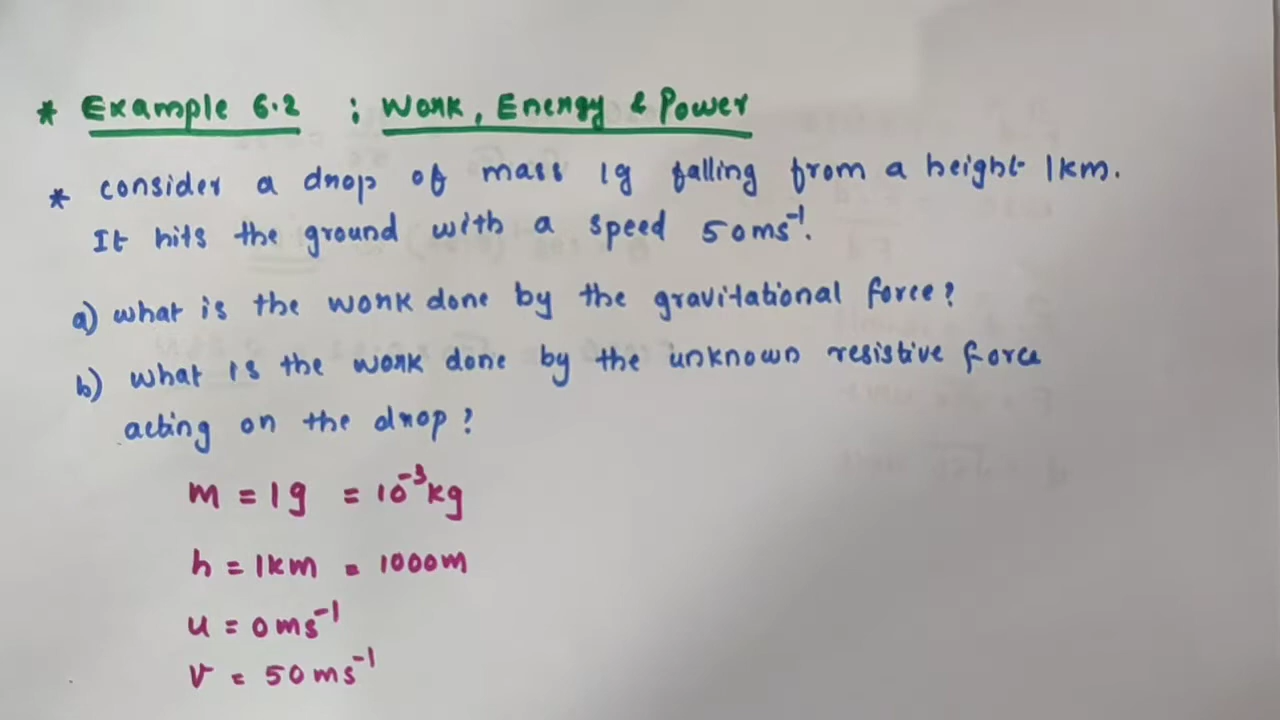 * Example 6.2 : Work, Energy & Power
* consider a drop of mass 1g falling from a height 1km.
It hits the ground with a speed 50ms⁻¹.
a) what is the work done by the gravitational force?
b) what is the work done by the unknown resistive force
acting on the drop?
m = 1g = 10⁻³kg
h = 1km = 1000m
u = 0ms⁻¹
v = 50ms⁻¹